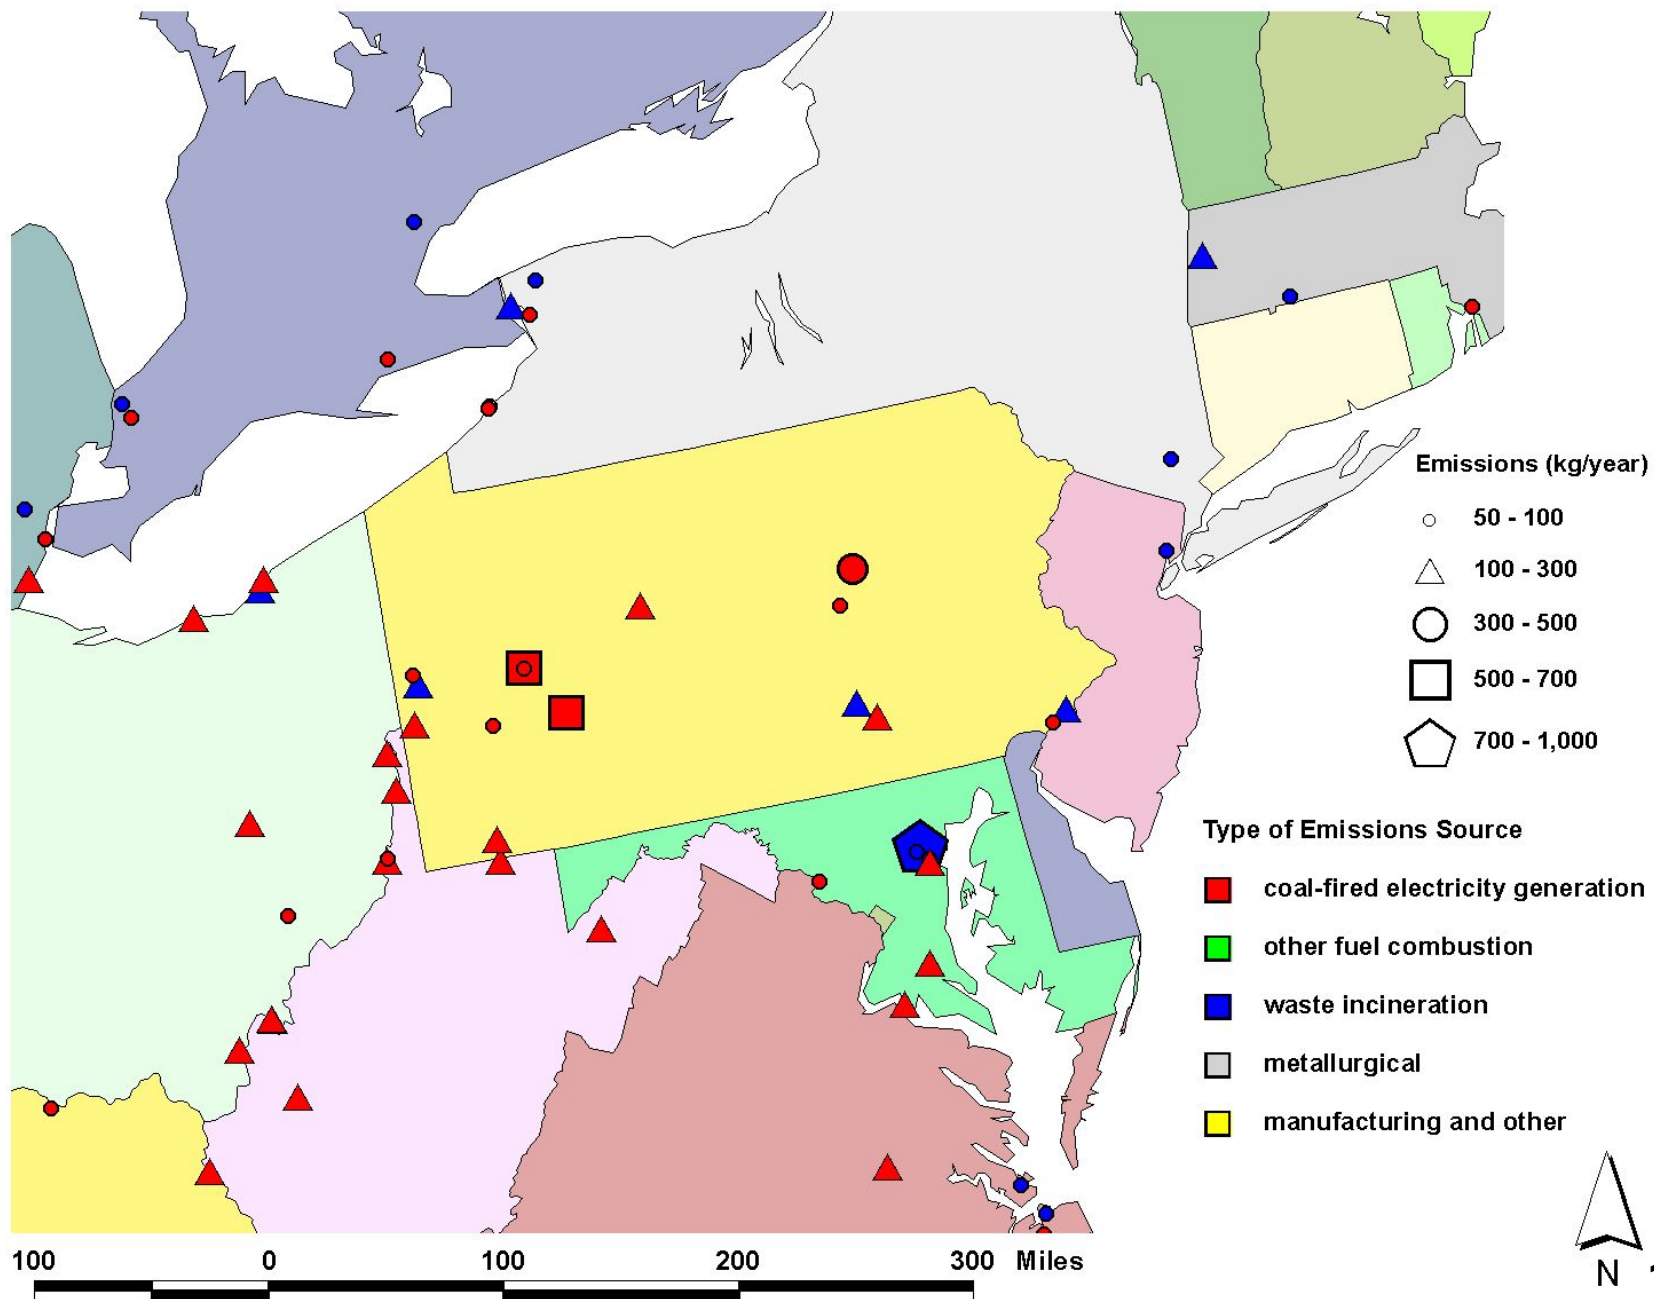 Emissions (kg/year)
50 - 100
100 - 300
300 - 500
500 - 700
700 - 1,000
Type of Emissions Source
coal-fired electricity generation
other fuel combustion
waste incineration
metallurgical
manufacturing and other
100 0 100 200 300 Miles
N